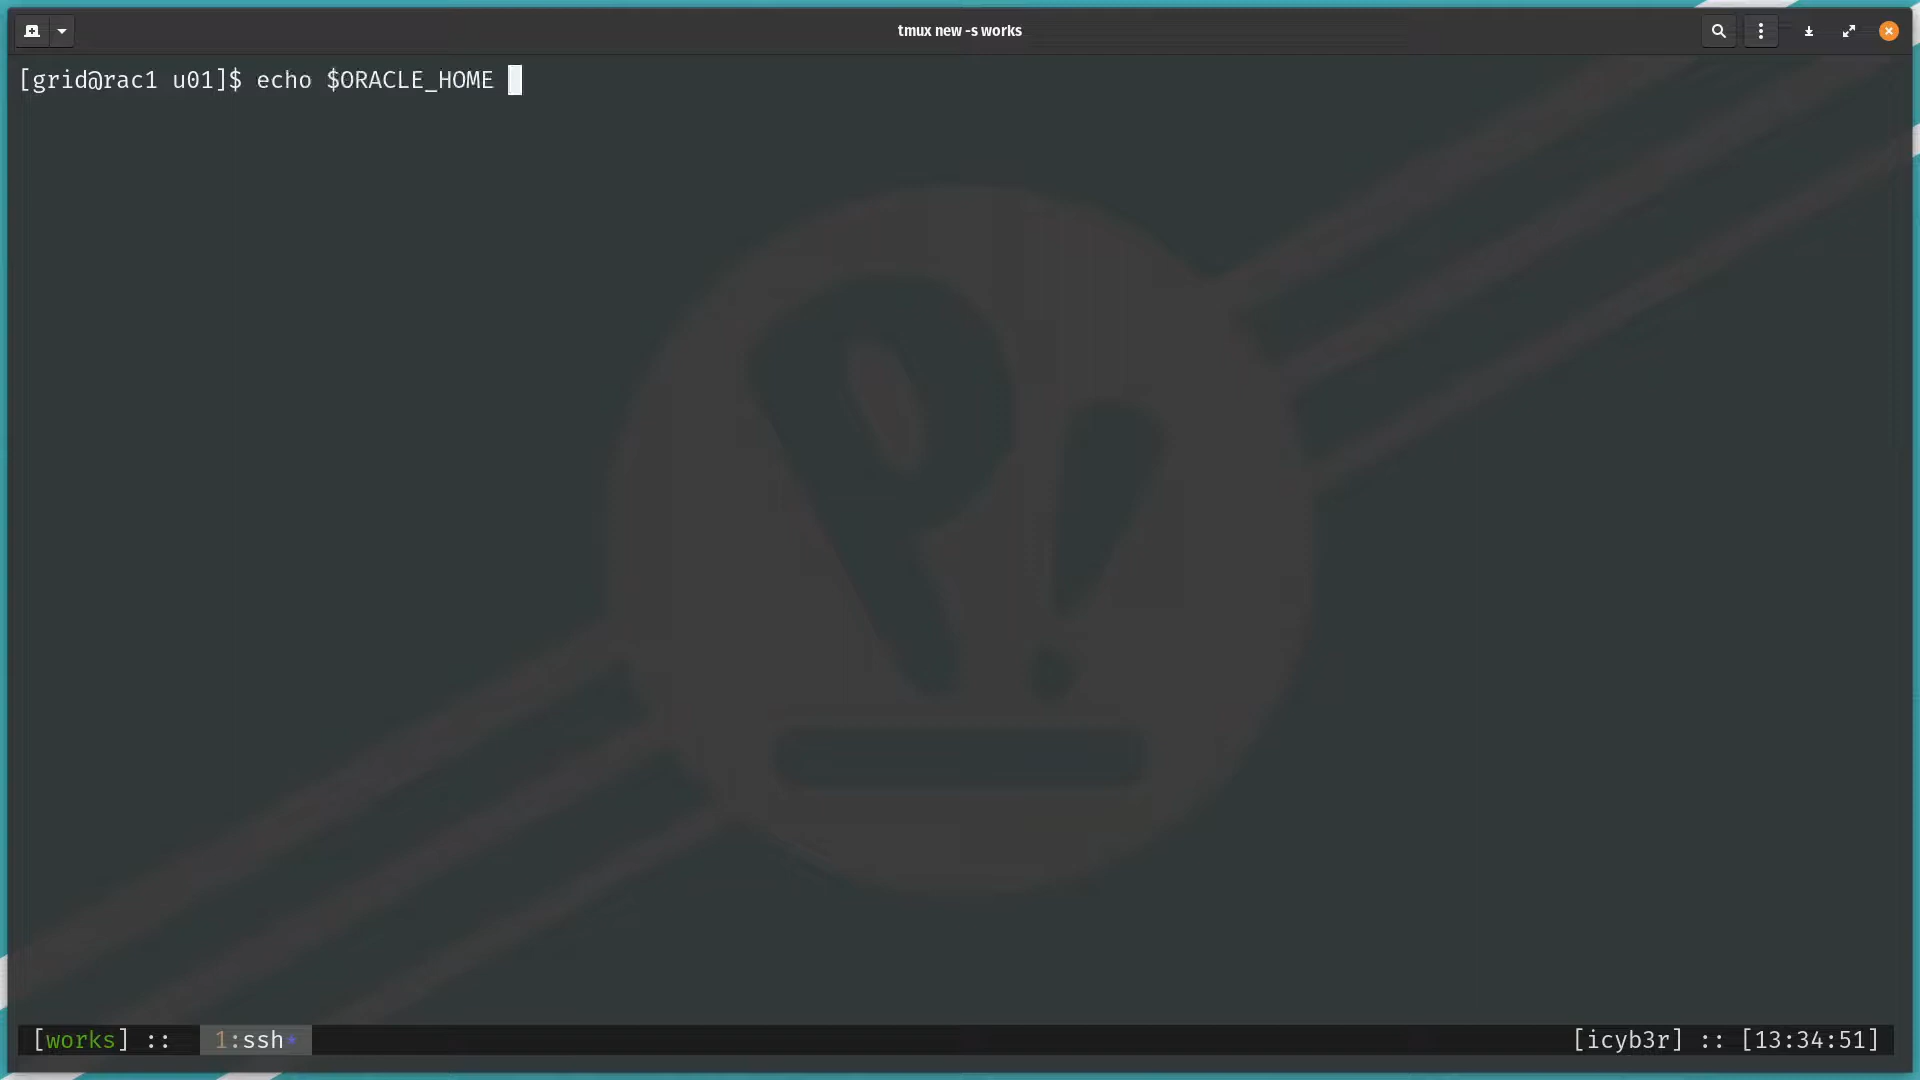 tmux new -s works
[grid@rac1 u01]$ echo $ORACLE_HOME
[works] :: 1:ssh* [icyb3r] :: [13:34:51]